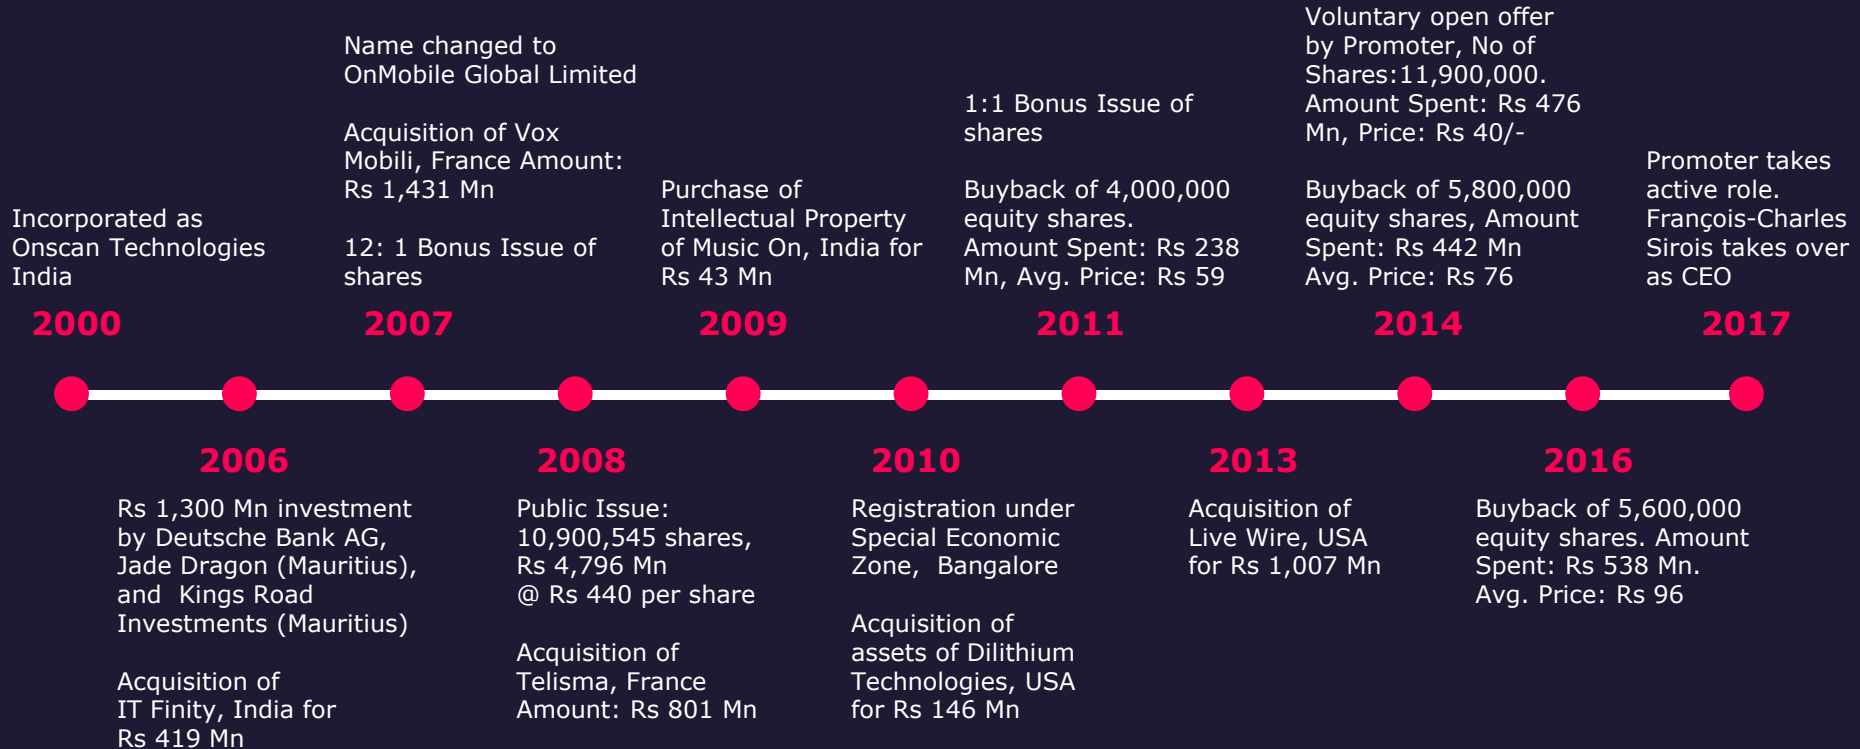 Incorporated as
Onscan Technologies
India
2000
Rs 1,300 Mn investment
by Deutsche Bank AG,
Jade Dragon (Mauritius),
and Kings Road
Investments (Mauritius)
Acquisition of
IT Finity, India for
Rs 419 Mn
2006
Name changed to
OnMobile Global Limited
Acquisition of Vox
Mobili, France Amount:
Rs 1,431 Mn
12: 1 Bonus Issue of
shares
2007
2008
Public Issue:
10,900,545 shares,
Rs 4,796 Mn
@ Rs 440 per share
Acquisition of
Telisma, France
Amount: Rs 801 Mn
Purchase of
Intellectual Property
of Music On, India for
Rs 43 Mn
2009
2010
Registration under
Special Economic
Zone, Bangalore
Acquisition of
assets of Dilithium
Technologies, USA
for Rs 146 Mn
1:1 Bonus Issue of
shares
Buyback of 4,000,000
equity shares.
Amount Spent: Rs 238
Mn, Avg. Price: Rs 59
2011
2013
Acquisition of
Live Wire, USA
for Rs 1,007 Mn
Voluntary open offer
by Promoter, No of
Shares:11,900,000.
Amount Spent: Rs 476
Mn, Price: Rs 40/-
Buyback of 5,800,000
equity shares, Amount
Spent: Rs 442 Mn
Avg. Price: Rs 76
2014
2016
Buyback of 5,600,000
equity shares. Amount
Spent: Rs 538 Mn.
Avg. Price: Rs 96
Promoter takes
active role.
François-Charles
Sirois takes over
as CEO
2017